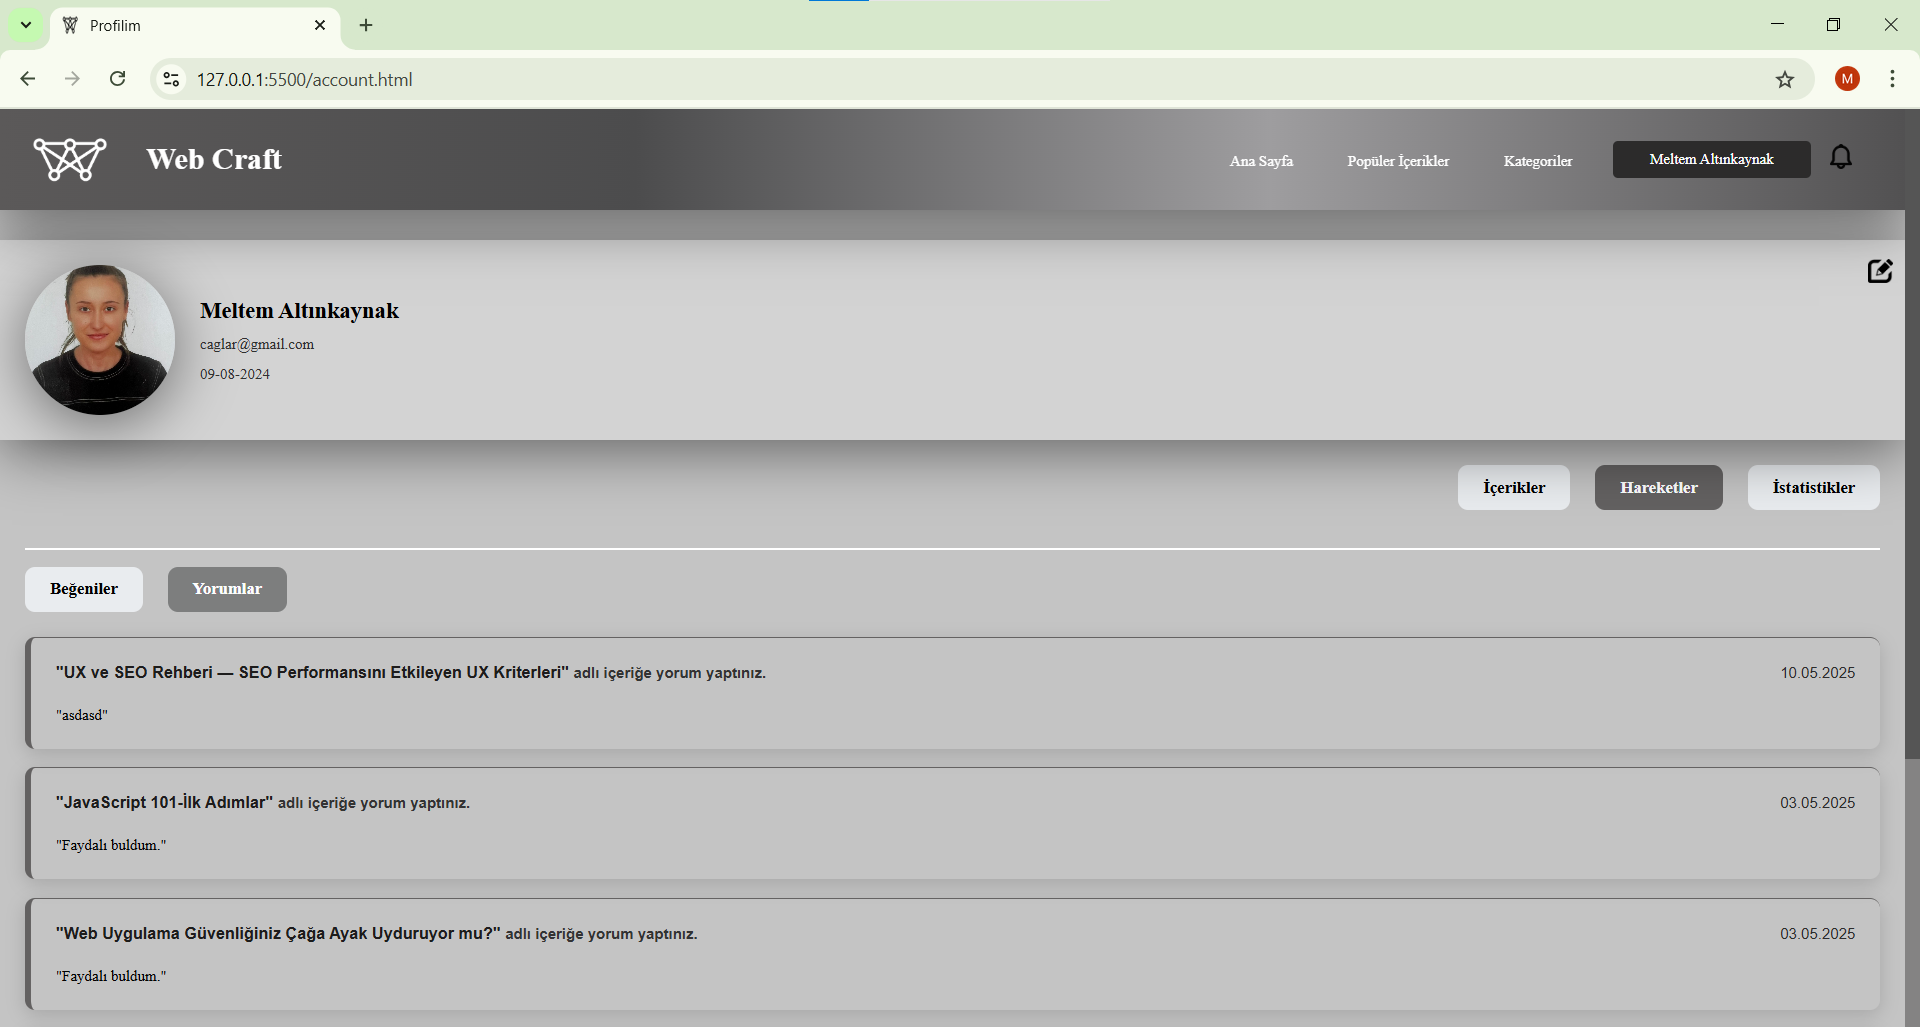 Profilim
127.0.0.1:5500/account.html
M
Web Craft
Ana Sayfa
Popüler İçerikler
Kategoriler
Meltem Altınkaynak
Meltem Altınkaynak
caglar@gmail.com
09-08-2024
İçerikler
Hareketler
İstatistikler
Beğeniler
Yorumlar
"UX ve SEO Rehberi — SEO Performansını Etkileyen UX Kriterleri" adlı içeriğe yorum yaptınız.
10.05.2025
"asdasd"
"JavaScript 101-İlk Adımlar" adlı içeriğe yorum yaptınız.
03.05.2025
"Faydalı buldum."
"Web Uygulama Güvenliğiniz Çağa Ayak Uyduruyor mu?" adlı içeriğe yorum yaptınız.
03.05.2025
"Faydalı buldum."